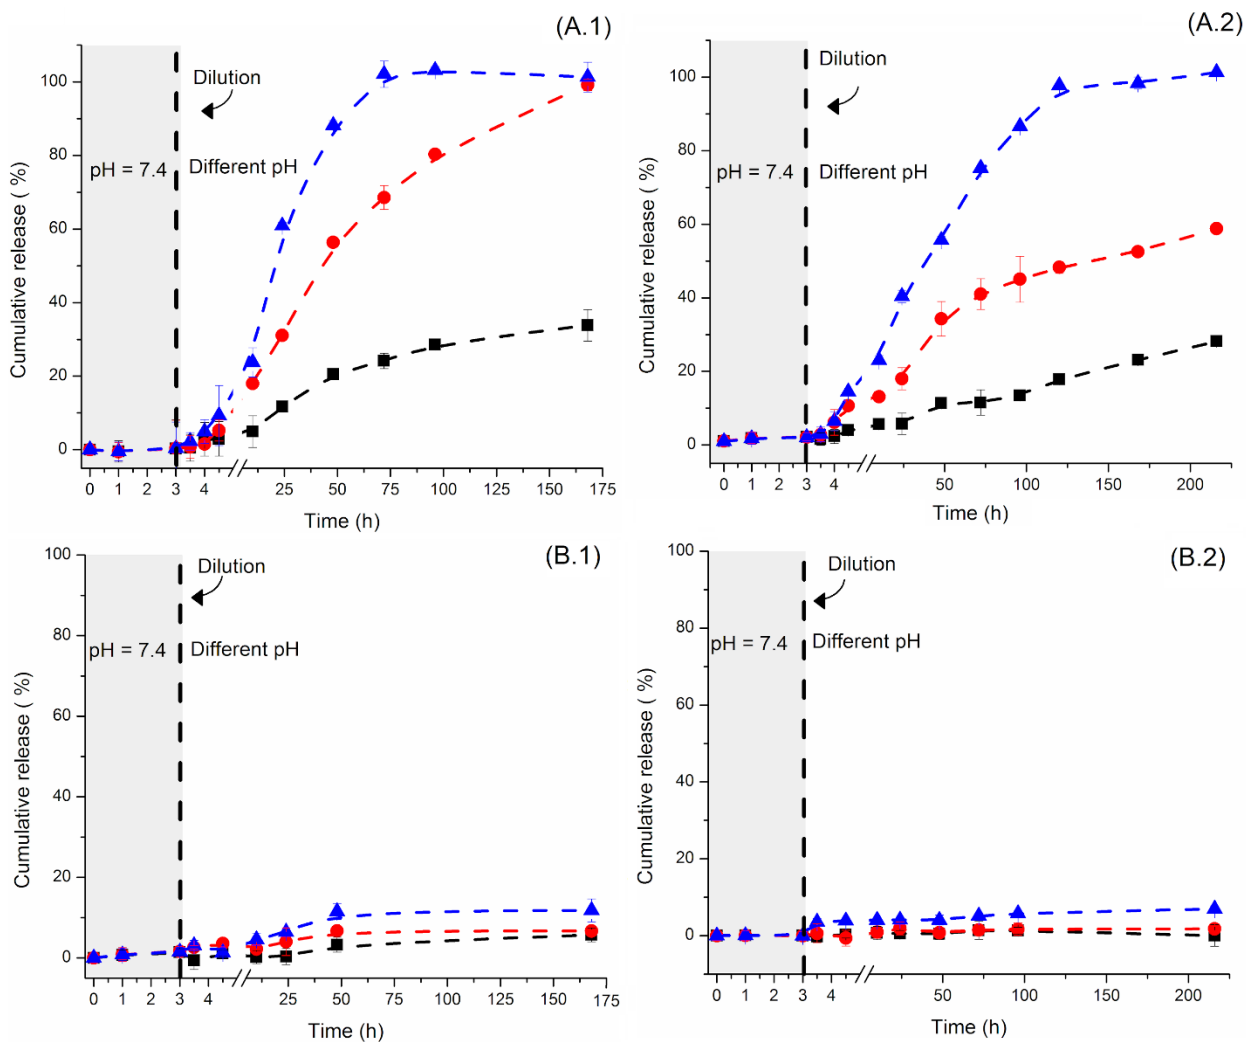 (A.1)
Dilution
pH = 7.4
Different pH
Cumulative release ( %)
100
80
60
40
20
0
0 1 2 3 4 25 50 75 100 125 150 175
Time (h)
(A.2)
Dilution
pH = 7.4
Different pH
Cumulative release ( %)
100
80
60
40
20
0
0 1 2 3 4 50 100 150 200
Time (h)
(B.1)
Dilution
pH = 7.4
Different pH
Cumulative release ( %)
100
80
60
40
20
0
0 1 2 3 4 25 50 75 100 125 150 175
Time (h)
(B.2)
Dilution
pH = 7.4
Different pH
Cumulative release ( %)
100
80
60
40
20
0
0 1 2 3 4 50 100 150 200
Time (h)